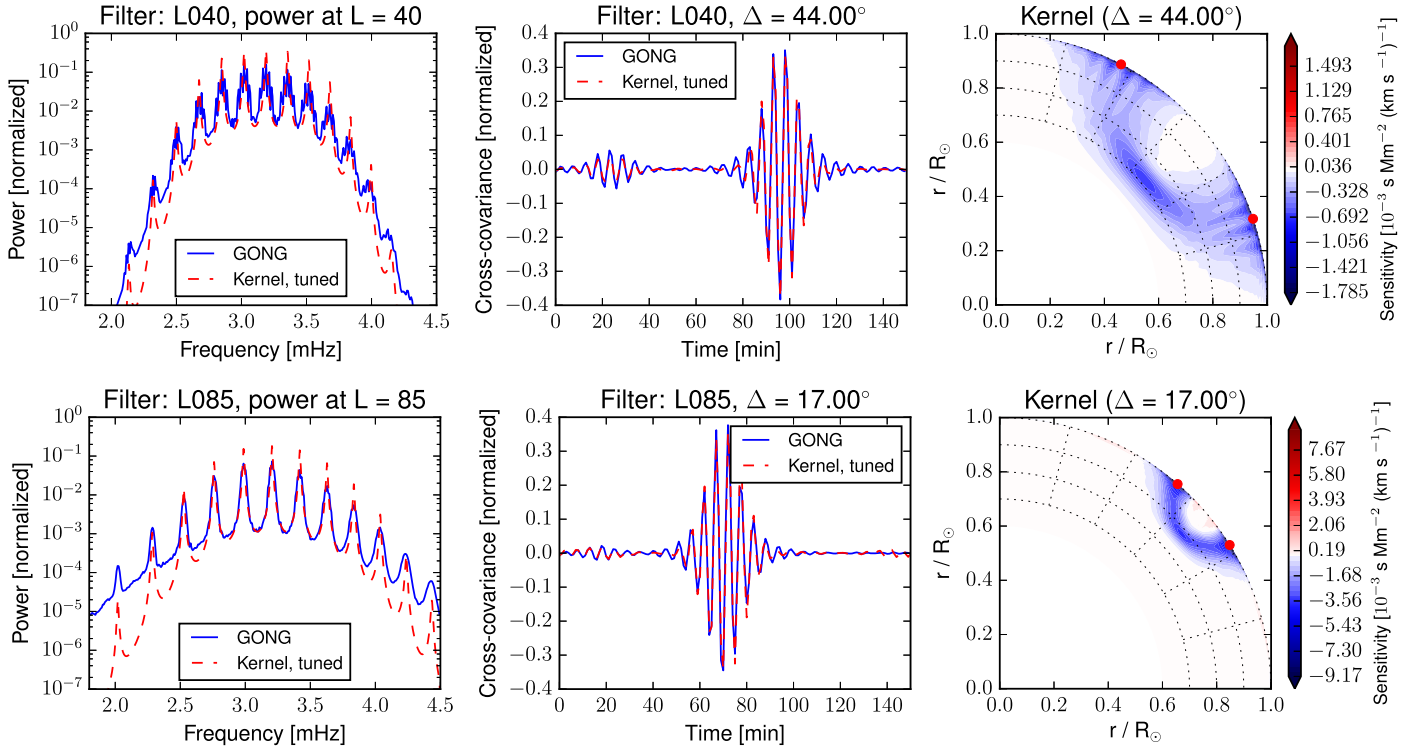 Filter: L040, power at L = 40
Power [normalized]
10⁰
10⁻¹
10⁻²
10⁻³
10⁻⁴
10⁻⁵
10⁻⁶
10⁻⁷
GONG
Kernel, tuned
2.0 2.5 3.0 3.5 4.0 4.5
Frequency [mHz]
Filter: L040, Δ = 44.00°
Cross-covariance [normalized]
0.4
0.3
0.2
0.1
0.0
−0.1
−0.2
−0.3
−0.4
GONG
Kernel, tuned
0 20 40 60 80 100 120 140
Time [min]
Kernel (Δ = 44.00°)
r / R☉
1.0
0.8
0.6
0.4
0.2
0.0
0.0 0.2 0.4 0.6 0.8 1.0
r / R☉
1.493
1.129
0.765
0.401
0.036
−0.328
−0.692
−1.056
−1.421
−1.785
Sensitivity [10⁻³ s Mm⁻² (km s⁻¹)⁻¹]
Filter: L085, power at L = 85
Power [normalized]
10⁰
10⁻¹
10⁻²
10⁻³
10⁻⁴
10⁻⁵
10⁻⁶
10⁻⁷
GONG
Kernel, tuned
2.0 2.5 3.0 3.5 4.0 4.5
Frequency [mHz]
Filter: L085, Δ = 17.00°
Cross-covariance [normalized]
0.4
0.3
0.2
0.1
0.0
−0.1
−0.2
−0.3
−0.4
GONG
Kernel, tuned
0 20 40 60 80 100 120 140
Time [min]
Kernel (Δ = 17.00°)
r / R☉
1.0
0.8
0.6
0.4
0.2
0.0
0.0 0.2 0.4 0.6 0.8 1.0
r / R☉
7.67
5.80
3.93
2.06
0.19
−1.68
−3.56
−5.43
−7.30
−9.17
Sensitivity [10⁻³ s Mm⁻² (km s⁻¹)⁻¹]